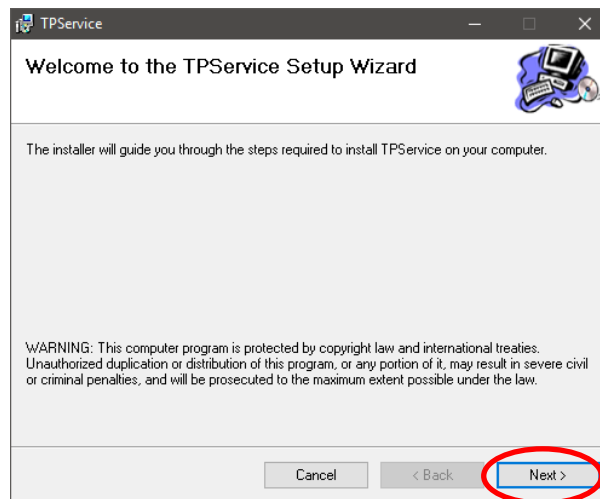 TPService
Welcome to the TPService Setup Wizard
The installer will guide you through the steps required to install TPService on your computer.
WARNING: This computer program is protected by copyright law and international treaties.
Unauthorized duplication or distribution of this program, or any portion of it, may result in severe civil
or criminal penalties, and will be prosecuted to the maximum extent possible under the law.
Cancel
< Back
Next >